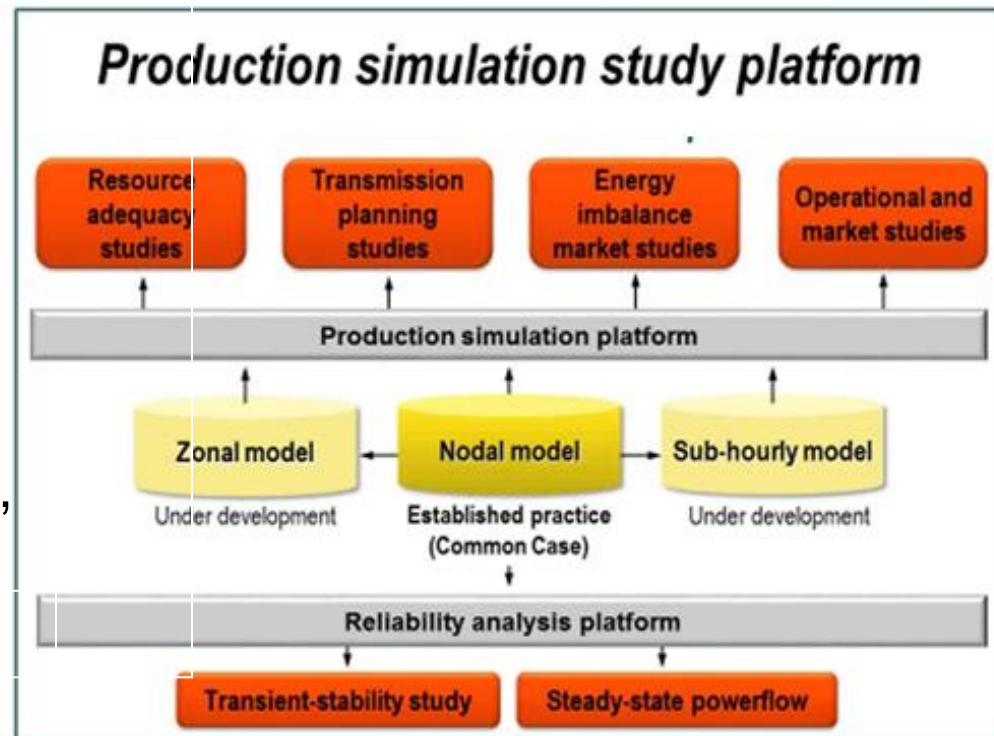 Production simulation study platform
Resource
adequacy
studies
Transmission
planning
studies
Energy
imbalance
market studies
Operational and
market studies
Production simulation platform
Zonal model
Nodal model
Sub-hourly model
Under development
Established practice
(Common Case)
Under development
,
Reliability analysis platform
Transient-stability study
Steady-state powerflow